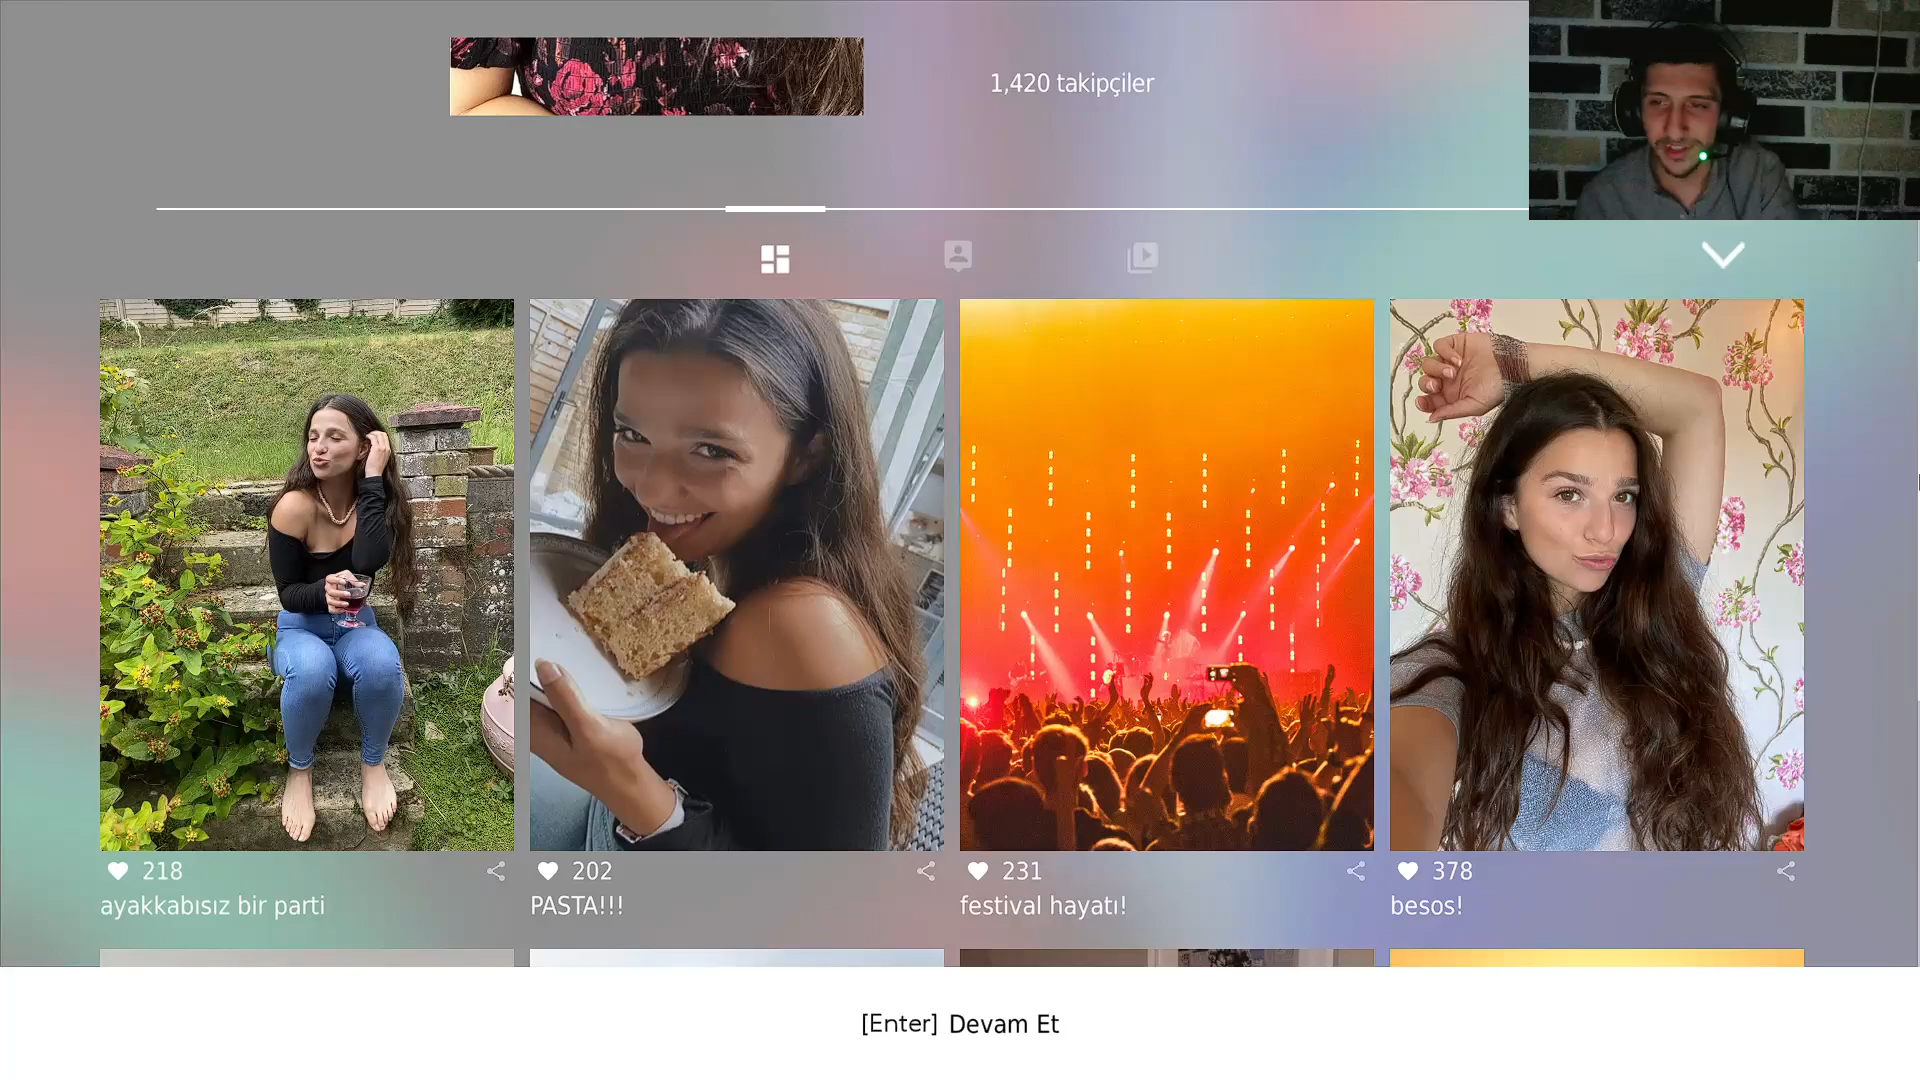 1,420 takipçiler
218
ayakkabısız bir parti
202
PASTA!!!
231
festival hayatı!
378
besos!
[Enter] Devam Et